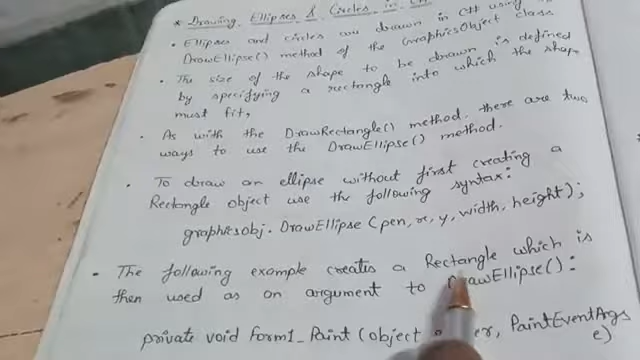 * Drawing Ellipses & Circles in C#
• Ellipses and circles are drawn in C# using
DrawEllipse() method of the GraphicsObject class
• The size of the shape to be drawn is defined
by specifying a rectangle into which the shape
must fit,
• As with the DrawRectangle() method. there are two
ways to use the DrawEllipse() method.
• To draw an ellipse without first creating a
Rectangle object use the following syntax:
graphicsobj. DrawEllipse (pen, x, y, width, height);
• The following example creates a Rectangle which is
then used as an argument to DrawEllipse():
private void Form1_Paint (object PaintEventArgs
e)